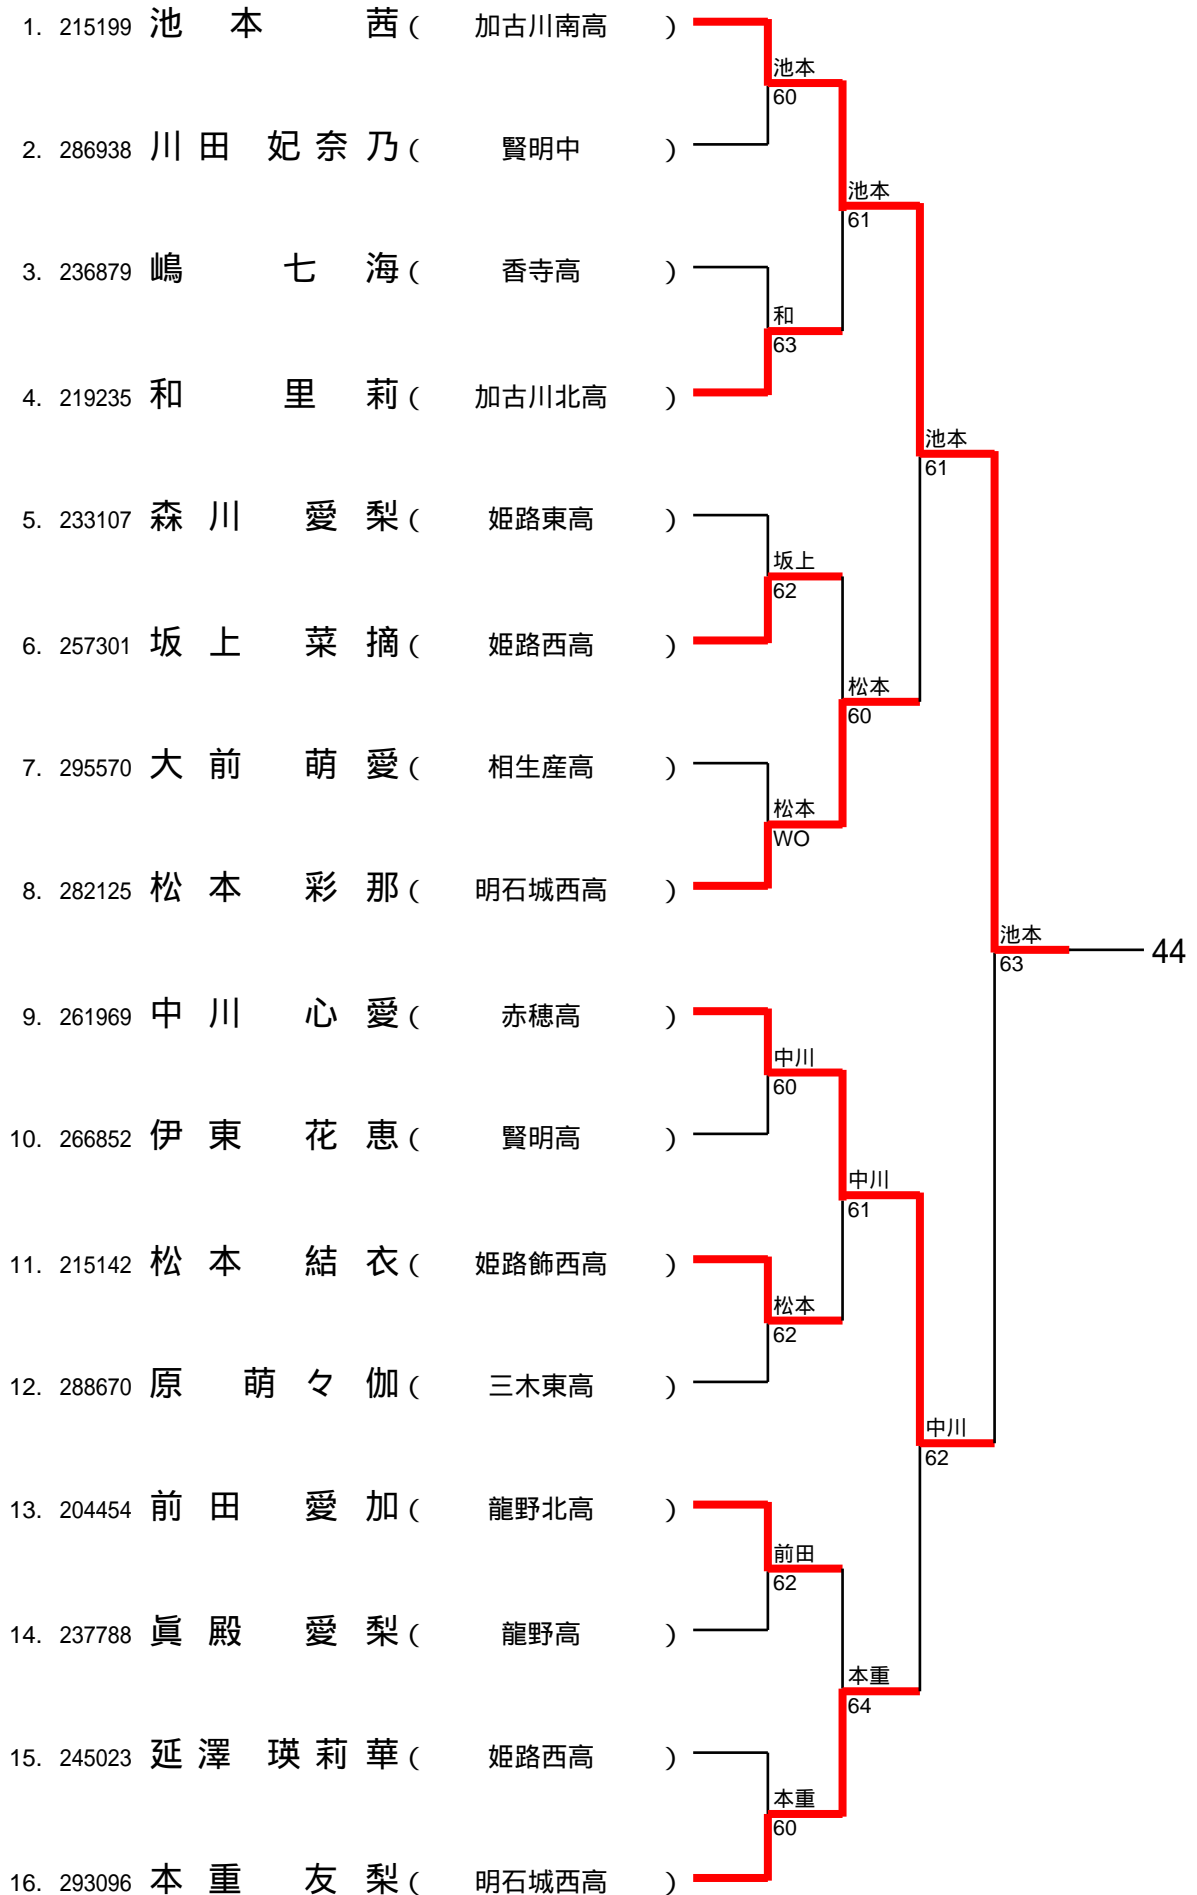 1. 215199 池本 茜 ( 加古川南高 )
池本
60
2. 286938 川田 妃奈乃 ( 賢明中 )
池本
61
3. 236879 嶋 七海 ( 香寺高 )
和
63
4. 219235 和 里莉 ( 加古川北高 )
池本
61
5. 233107 森川 愛梨 ( 姫路東高 )
坂上
62
6. 257301 坂上 菜摘 ( 姫路西高 )
松本
60
7. 295570 大前 萌愛 ( 相生産高 )
松本
WO
8. 282125 松本 彩那 ( 明石城西高 )
池本
63
44
9. 261969 中川 心愛 ( 赤穂高 )
中川
60
10. 266852 伊東 花恵 ( 賢明高 )
中川
61
11. 215142 松本 結衣 ( 姫路飾西高 )
松本
62
12. 288670 原 萌々伽 ( 三木東高 )
中川
62
13. 204454 前田 愛加 ( 龍野北高 )
前田
62
14. 237788 眞殿 愛梨 ( 龍野高 )
本重
64
15. 245023 延澤 瑛莉華 ( 姫路西高 )
本重
60
16. 293096 本重 友梨 ( 明石城西高 )